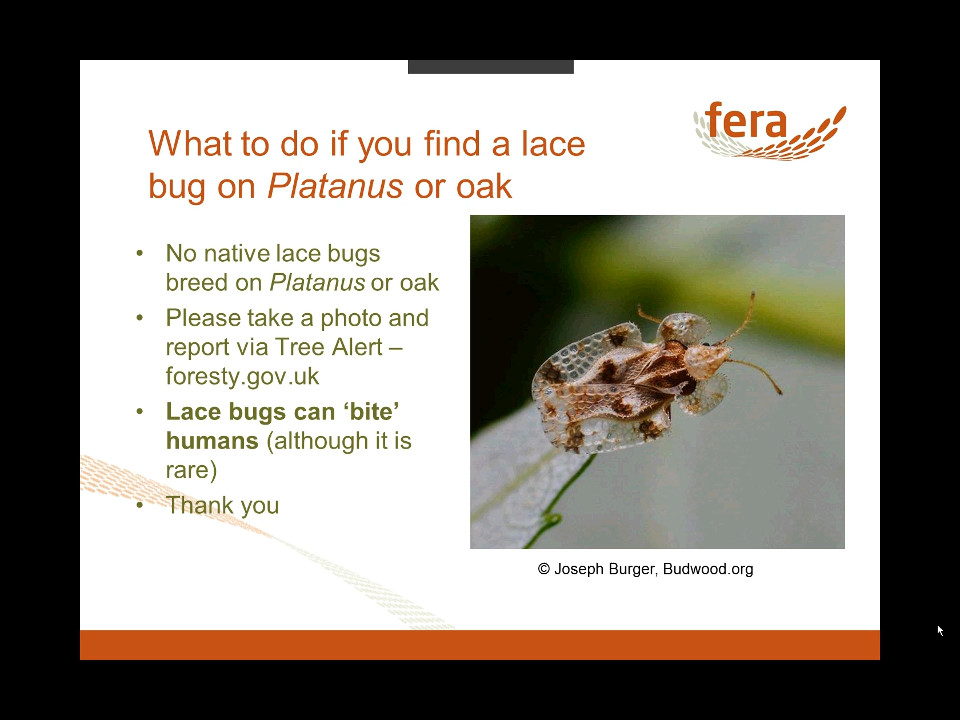 fera
What to do if you find a lace
bug on Platanus or oak
• No native lace bugs
breed on Platanus or oak
• Please take a photo and
report via Tree Alert –
foresty.gov.uk
• Lace bugs can ‘bite’
humans (although it is
rare)
• Thank you
© Joseph Burger, Budwood.org